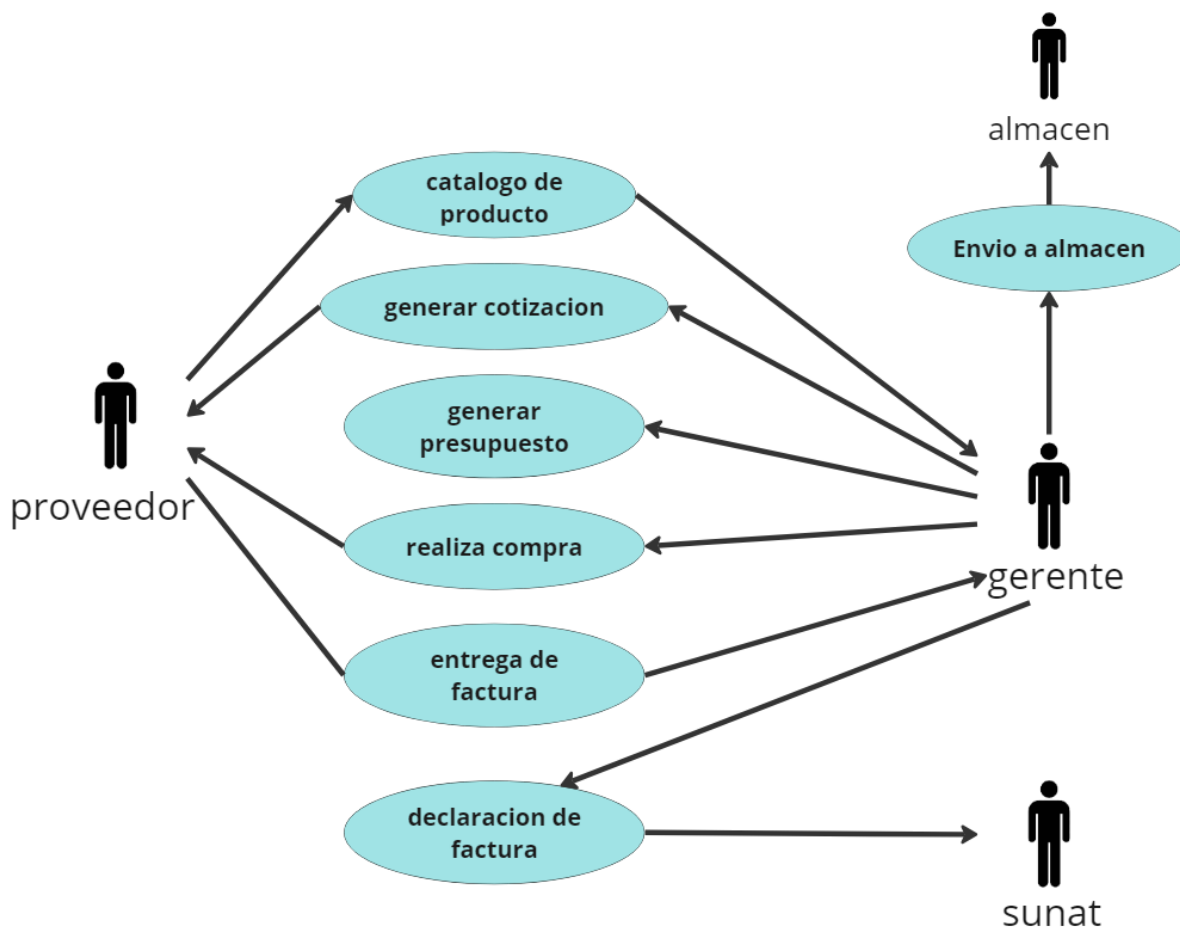 almacen
catalogo de
producto
Envio a almacen
generar cotizacion
generar
presupuesto
proveedor
realiza compra
gerente
entrega de
factura
declaracion de
factura
sunat